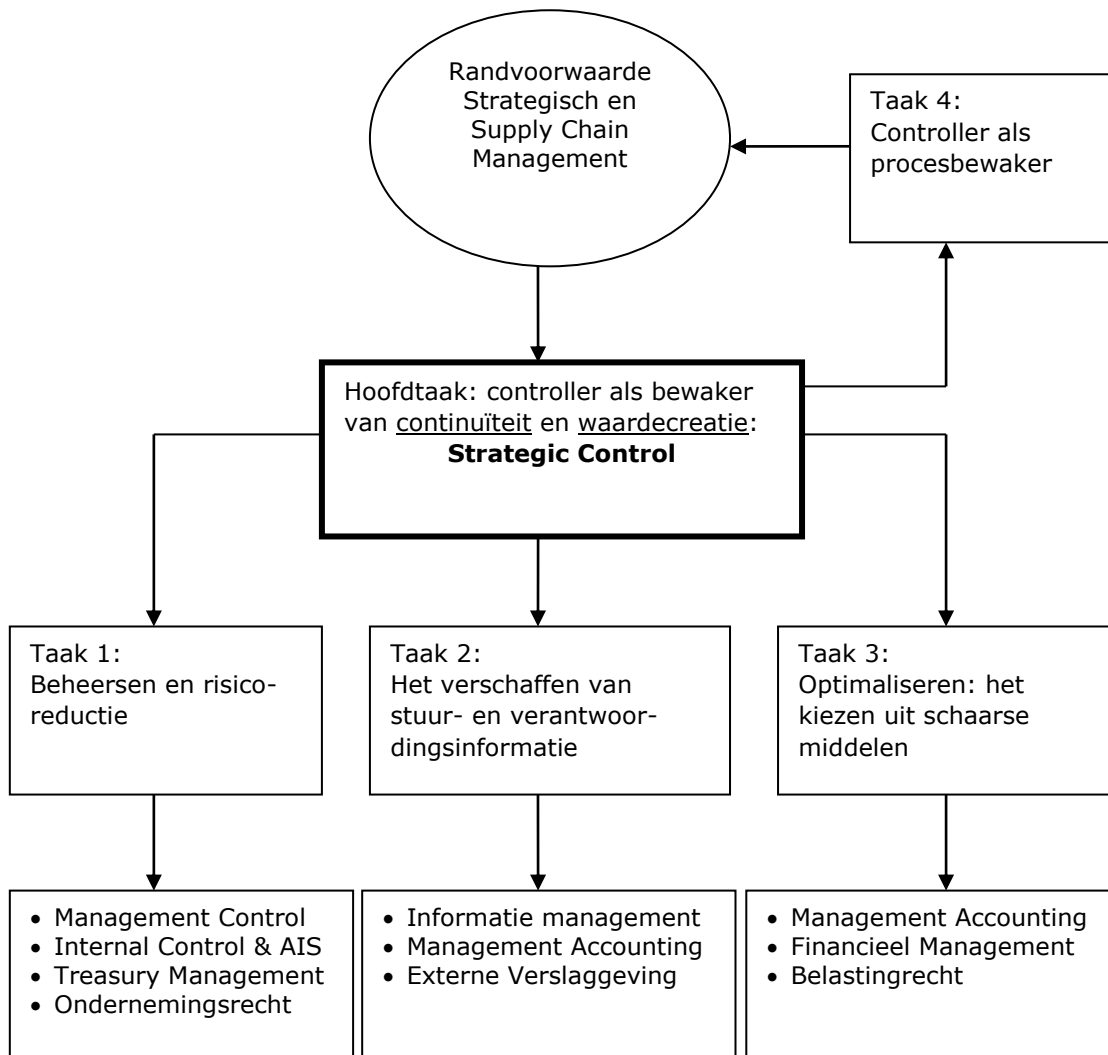 Randvoorwaarde
Strategisch en
Supply Chain
Management
Taak 4:
Controller als
procesbewaker
Hoofdtaak: controller als bewaker
van continuïteit en waardecreatie:
Strategic Control
Taak 1:
Beheersen en risico-
reductie
Taak 2:
Het verschaffen van
stuur- en verantwoor-
dingsinformatie
Taak 3:
Optimaliseren: het
kiezen uit schaarse
middelen
• Management Control
• Internal Control & AIS
• Treasury Management
• Ondernemingsrecht
• Informatie management
• Management Accounting
• Externe Verslaggeving
• Management Accounting
• Financieel Management
• Belastingrecht